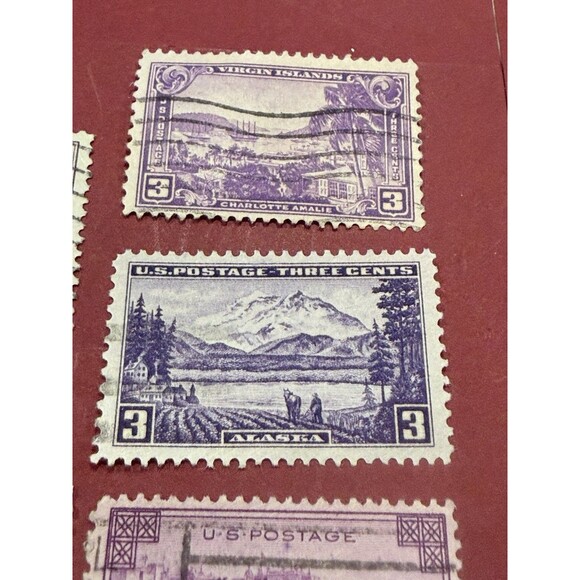 VIRGIN ISLANDS
U.S. POSTAGE
THREE CENTS
3
3
CHARLOTTE AMALIE
U.S. POSTAGE-THREE CENTS
3
3
ALASKA
U·S·POSTAGE